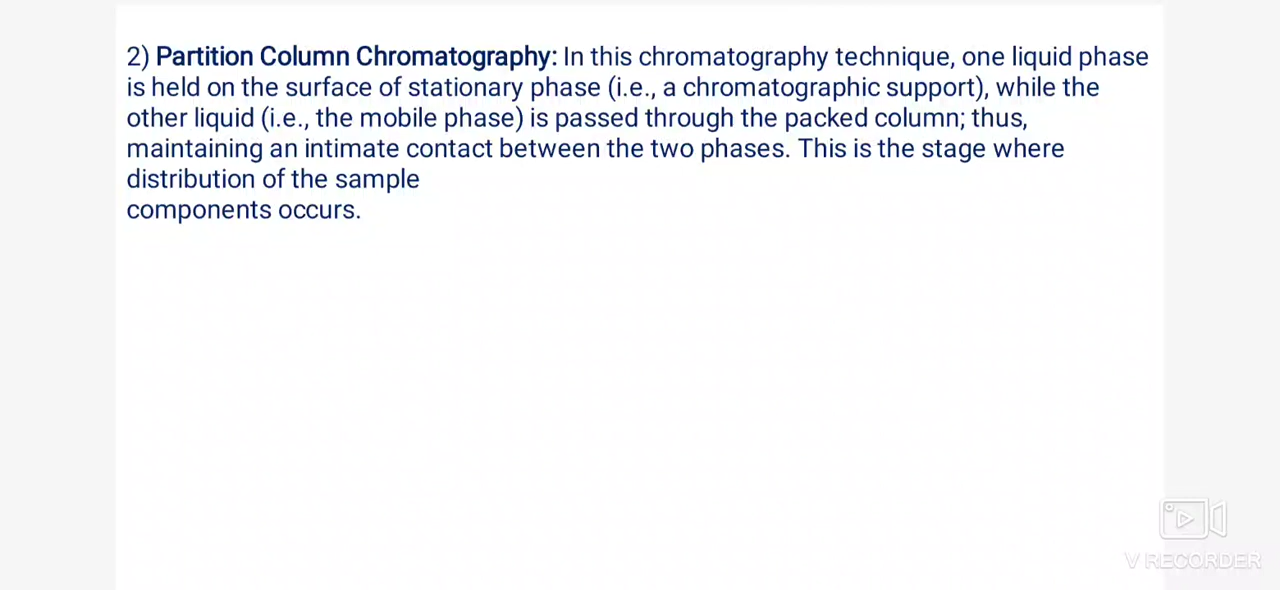 2) Partition Column Chromatography: In this chromatography technique, one liquid phase
is held on the surface of stationary phase (i.e., a chromatographic support), while the
other liquid (i.e., the mobile phase) is passed through the packed column; thus,
maintaining an intimate contact between the two phases. This is the stage where
distribution of the sample
components occurs.
V RECORDER